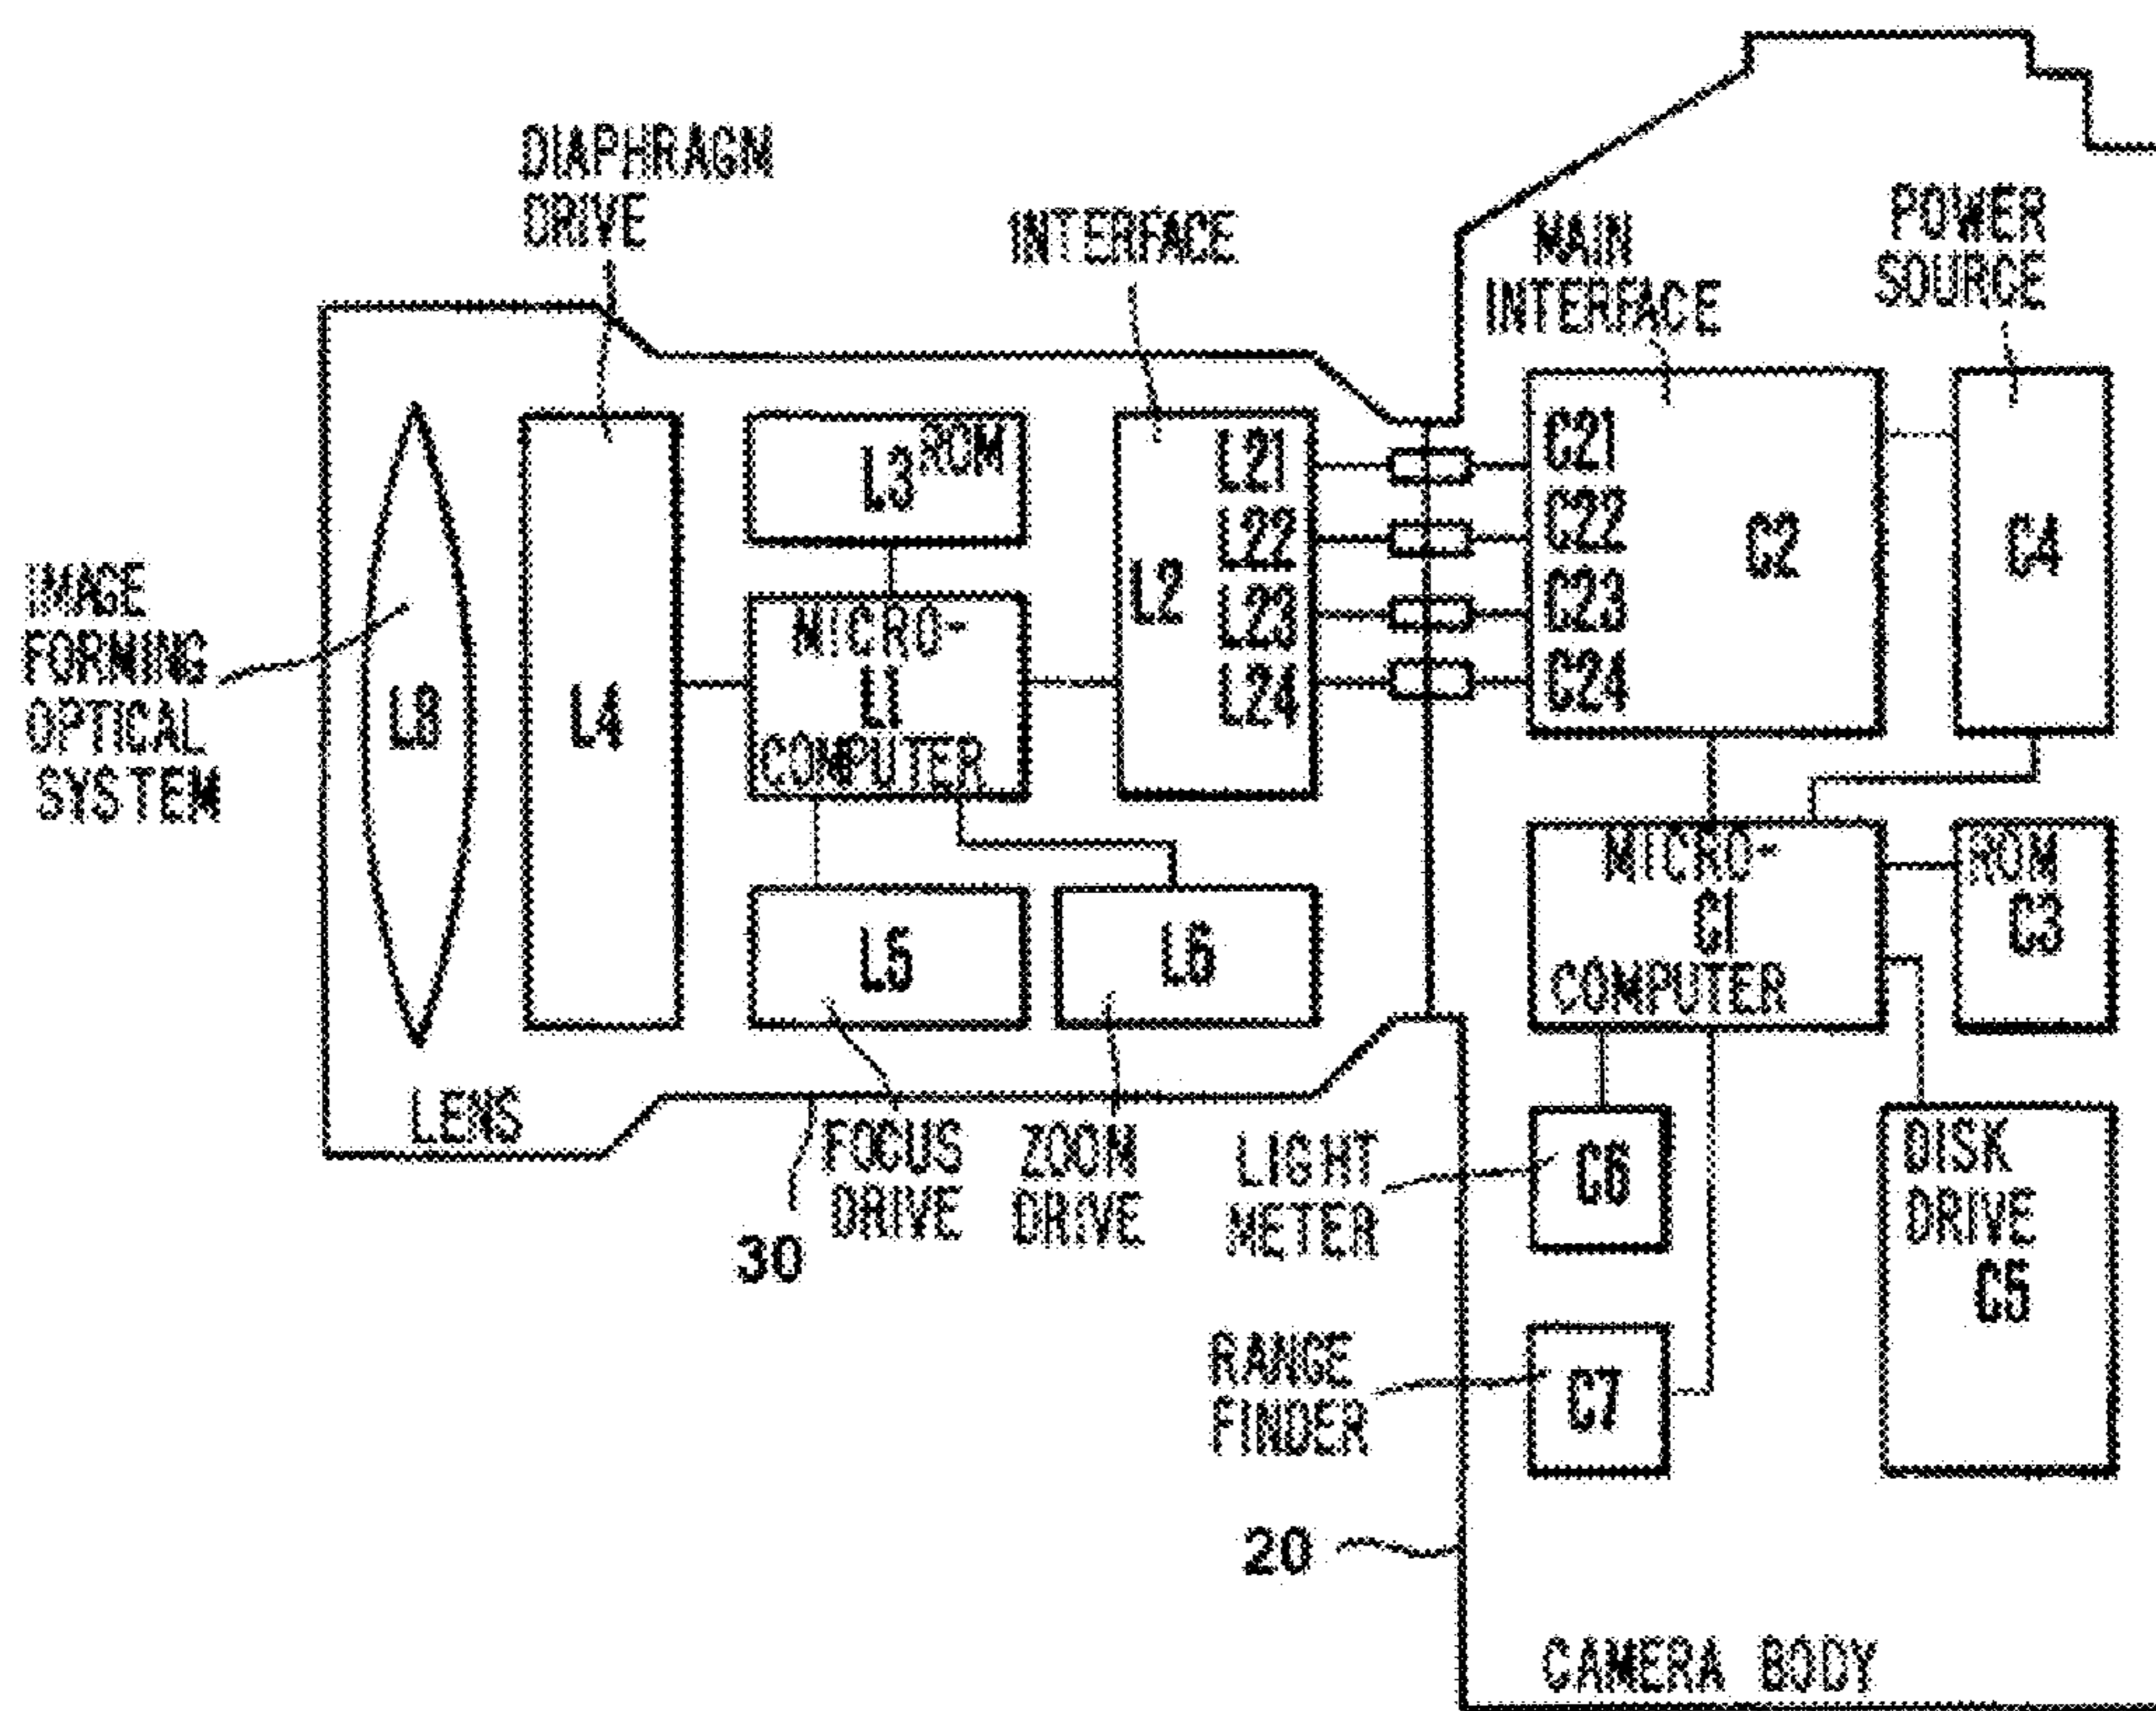 DIAPHRAGN
DRIVE
INTERFACE
MAIN
INTERFACE
POWER
SOURCE
IMAGE
FORMING
OPTICAL
SYSTEM
L8
L4
L3 ROM
MICRO-
L1
COMPUTER
L2
L21
L22
L23
L24
C21
C22
C23
C24
C2
C4
L5
L6
MICRO-
C1
COMPUTER
ROM
C3
LENS
FOCUS
DRIVE
ZOOM
DRIVE
30
LIGHT
METER
C6
DISK
DRIVE
C5
RANGE
FINDER
C7
20
CAMERA BODY